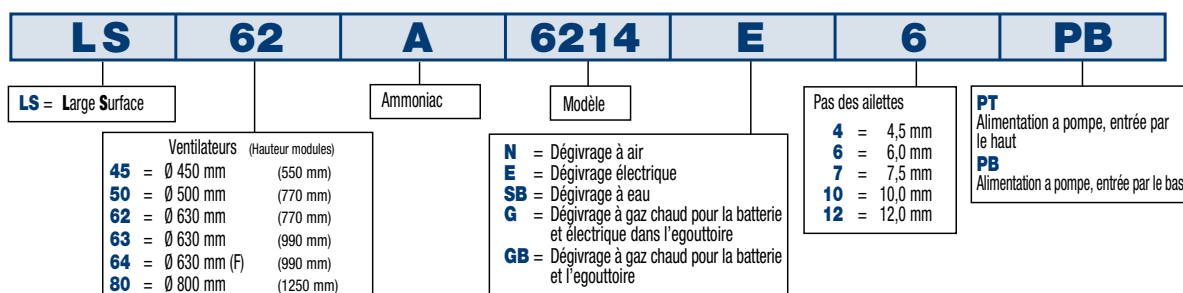 LS 62 A 6214 E 6 PB
LS = Large Surface
Ventilateurs (Hauteur modules)
45 = Ø 450 mm (550 mm)
50 = Ø 500 mm (770 mm)
62 = Ø 630 mm (770 mm)
63 = Ø 630 mm (990 mm)
64 = Ø 630 mm (F) (990 mm)
80 = Ø 800 mm (1250 mm)
Ammoniac
Modèle
N = Dégivrage à air
E = Dégivrage électrique
SB = Dégivrage à eau
G = Dégivrage à gaz chaud pour la batterie
et électrique dans l'egouttoire
GB = Dégivrage à gaz chaud pour la batterie
et l'egouttoire
Pas des ailettes
4 = 4,5 mm
6 = 6,0 mm
7 = 7,5 mm
10 = 10,0 mm
12 = 12,0 mm
PT
Alimentation a pompe, entrée par
le haut
PB
Alimentation a pompe, entrée par le bas